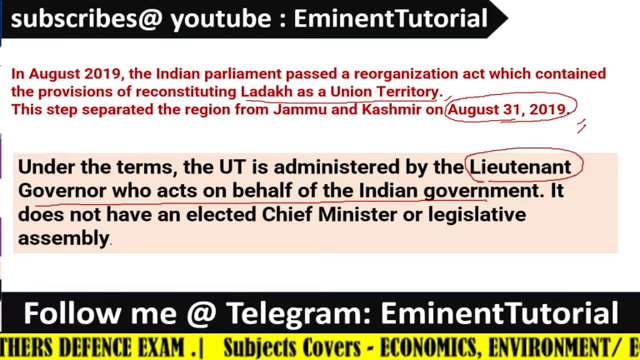 subscribes@ youtube : EminentTutorial
In August 2019, the Indian parliament passed a reorganization act which contained
the provisions of reconstituting Ladakh as a Union Territory.
This step separated the region from Jammu and Kashmir on August 31, 2019.
Under the terms, the UT is administered by the Lieutenant
Governor who acts on behalf of the Indian government. It
does not have an elected Chief Minister or legislative
assembly.
Follow me @ Telegram: EminentTutorial
THERS DEFENCE EXAM .| Subjects Covers - ECONOMICS, ENVIRONMENT/